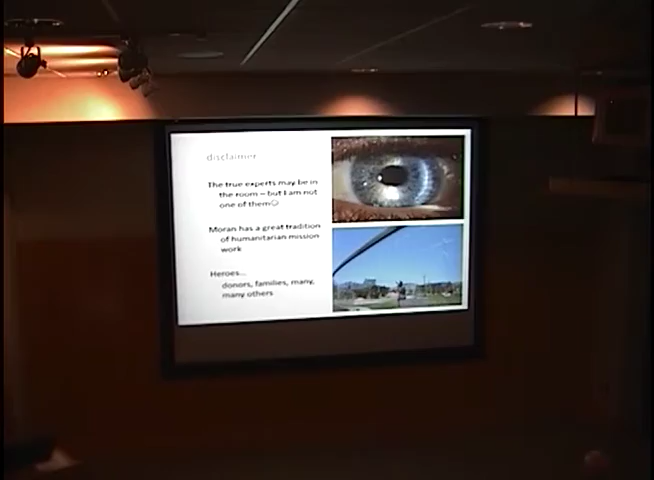 disclaimer
The true experts may be in
the room – but I am not
one of them☺
Moran has a great tradition
of humanitarian mission
work
Heroes...
donors, families, many,
many others